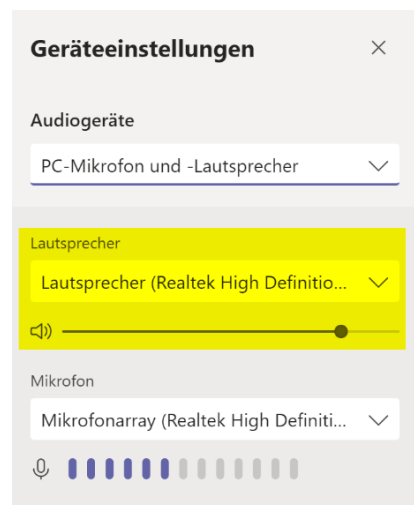 Geräteeinstellungen
Audiogeräte
PC-Mikrofon und -Lautsprecher
Lautsprecher
Lautsprecher (Realtek High Definitio...
Mikrofon
Mikrofonarray (Realtek High Definiti...